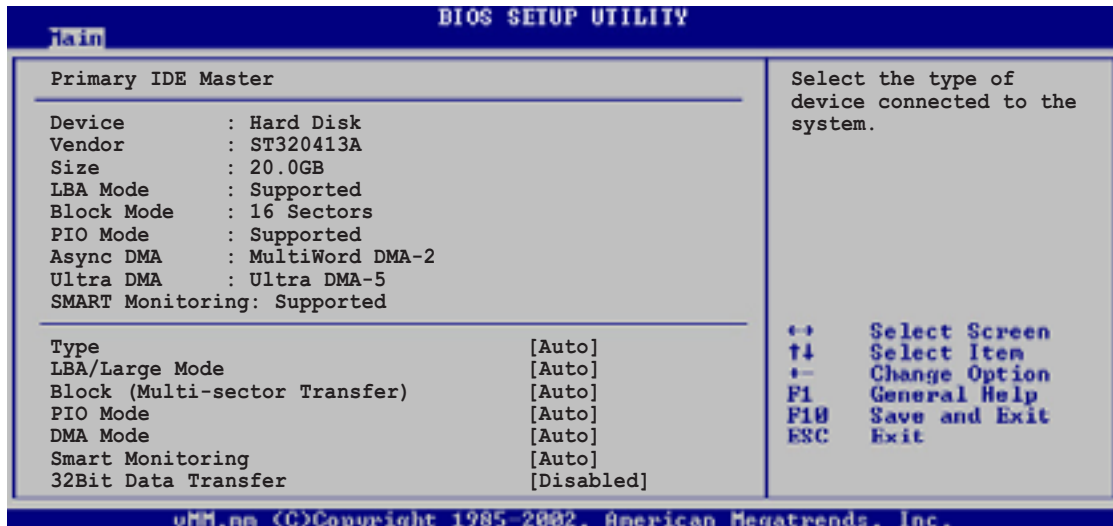 BIOS SETUP UTILITY
Main
Primary IDE Master
Device : Hard Disk
Vendor : ST320413A
Size : 20.0GB
LBA Mode : Supported
Block Mode : 16 Sectors
PIO Mode : Supported
Async DMA : MultiWord DMA-2
Ultra DMA : Ultra DMA-5
SMART Monitoring: Supported
Type [Auto]
LBA/Large Mode [Auto]
Block (Multi-sector Transfer) [Auto]
PIO Mode [Auto]
DMA Mode [Auto]
Smart Monitoring [Auto]
32Bit Data Transfer [Disabled]
Select the type of
device connected to the
system.
←→ Select Screen
↑↓ Select Item
+- Change Option
F1 General Help
F10 Save and Exit
ESC Exit
vMM.mm (C)Copyright 1985-2002, American Megatrends, Inc.